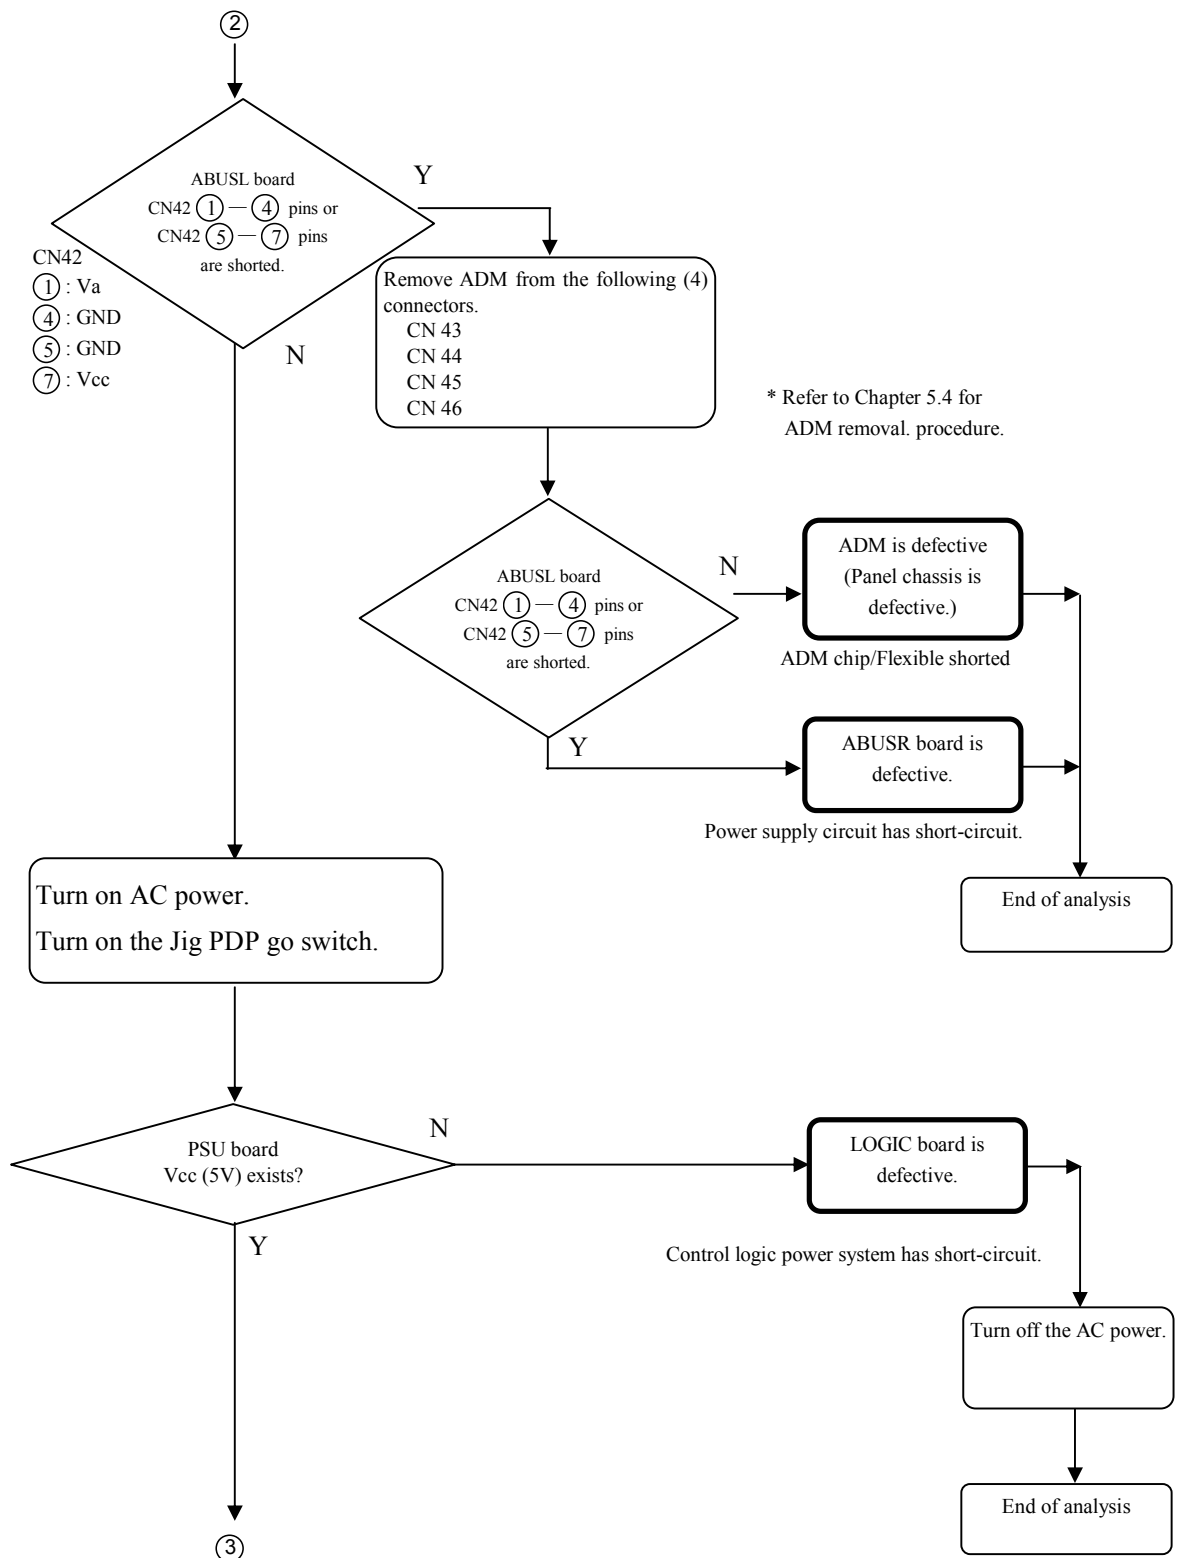 ②
ABUSL board
CN42 ① — ④ pins or
CN42 ⑤ — ⑦ pins
are shorted.
Y
N
CN42
① : Va
④ : GND
⑤ : GND
⑦ : Vcc
Remove ADM from the following (4)
connectors.
CN 43
CN 44
CN 45
CN 46
* Refer to Chapter 5.4 for
ADM removal. procedure.
ABUSL board
CN42 ① — ④ pins or
CN42 ⑤ — ⑦ pins
are shorted.
N
Y
ADM is defective
(Panel chassis is
defective.)
ADM chip/Flexible shorted
ABUSR board is
defective.
Power supply circuit has short-circuit.
End of analysis
Turn on AC power.
Turn on the Jig PDP go switch.
PSU board
Vcc (5V) exists?
N
Y
LOGIC board is
defective.
Control logic power system has short-circuit.
Turn off the AC power.
End of analysis
③